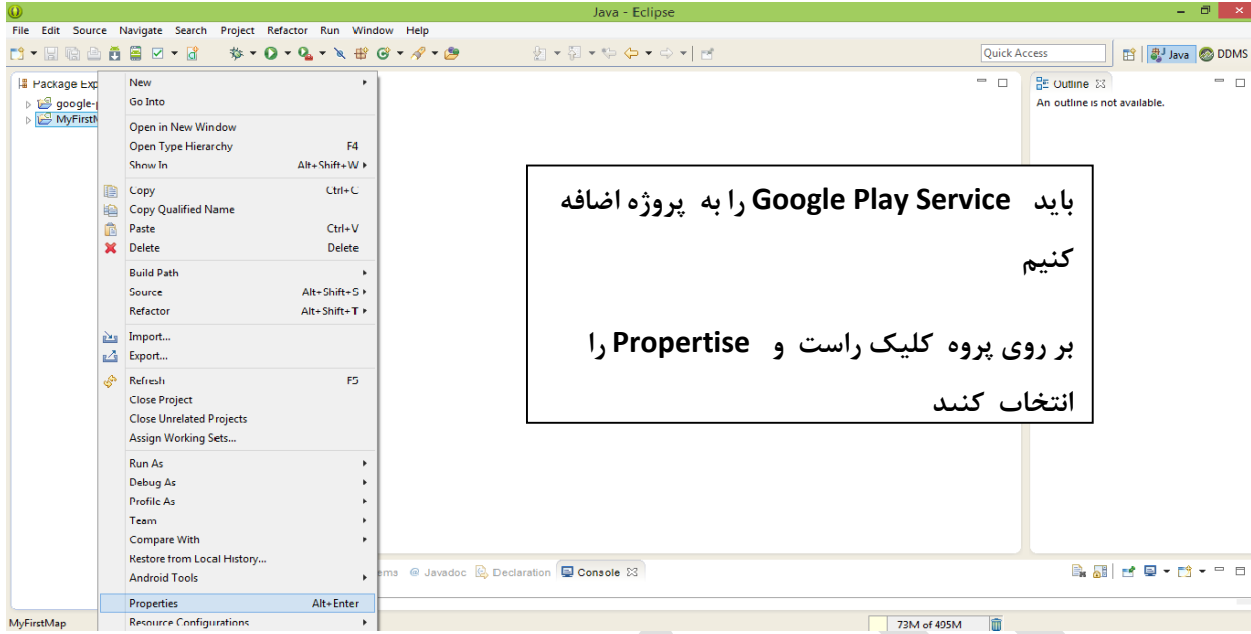 Java - Eclipse
File Edit Source Navigate Search Project Refactor Run Window Help
Quick Access
Java
DDMS
Package Exp
google-p
MyFirstM
New
Go Into
Open in New Window
Open Type Hierarchy F4
Show In Alt+Shift+W
Copy Ctrl+C
Copy Qualified Name
Paste Ctrl+V
Delete Delete
Build Path
Source Alt+Shift+S
Refactor Alt+Shift+T
Import...
Export...
Refresh F5
Close Project
Close Unrelated Projects
Assign Working Sets...
Run As
Debug As
Profile As
Team
Compare With
Restore from Local History...
Android Tools
Properties Alt+Enter
Resource Configurations
باید Google Play Service را به پروژه اضافه
کنیم
بر روی پروه کلیک راست و Propertise را
انتخاب کنید
Outline
An outline is not available.
ems @ Javadoc Declaration Console
MyFirstMap
73M of 495M